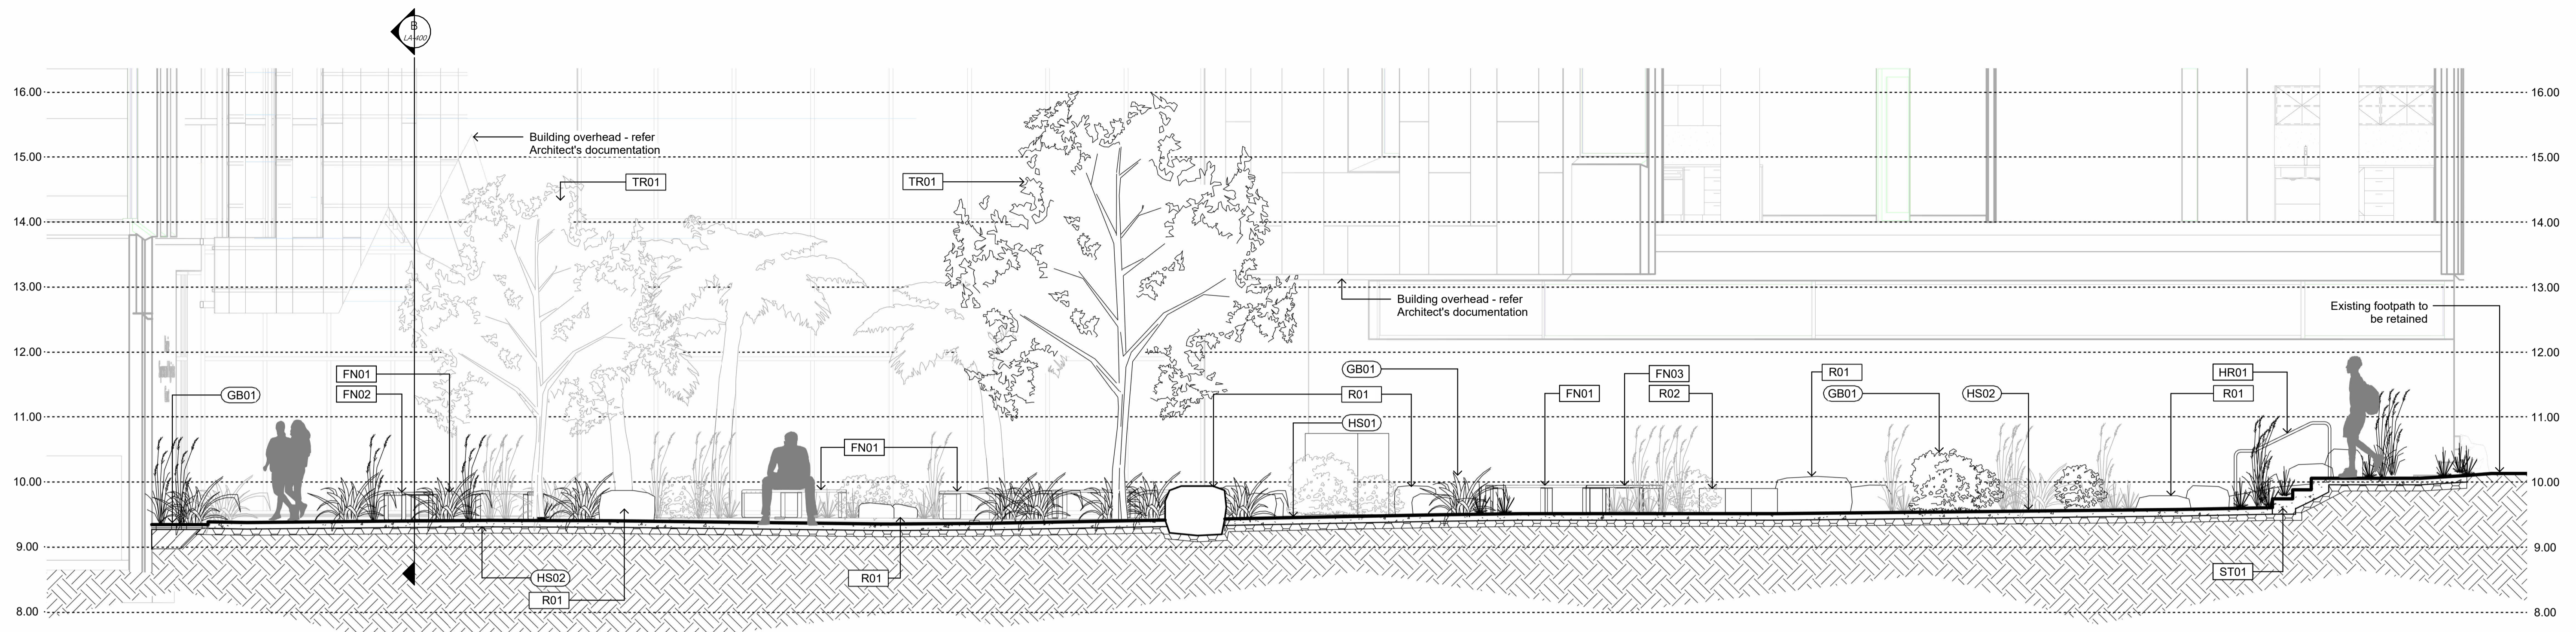 B
LA-400
16.00
16.00
Building overhead - refer
Architect's documentation
15.00
15.00
TR01
TR01
14.00
14.00
13.00
13.00
Building overhead - refer
Architect's documentation
Existing footpath to
be retained
12.00
12.00
FN01
FN02
GB01
GB01
R01
HS01
FN03
FN01
R02
R01
GB01
HS02
HR01
R01
11.00
11.00
FN01
10.00
10.00
9.00
9.00
HS02
R01
R01
ST01
8.00
8.00